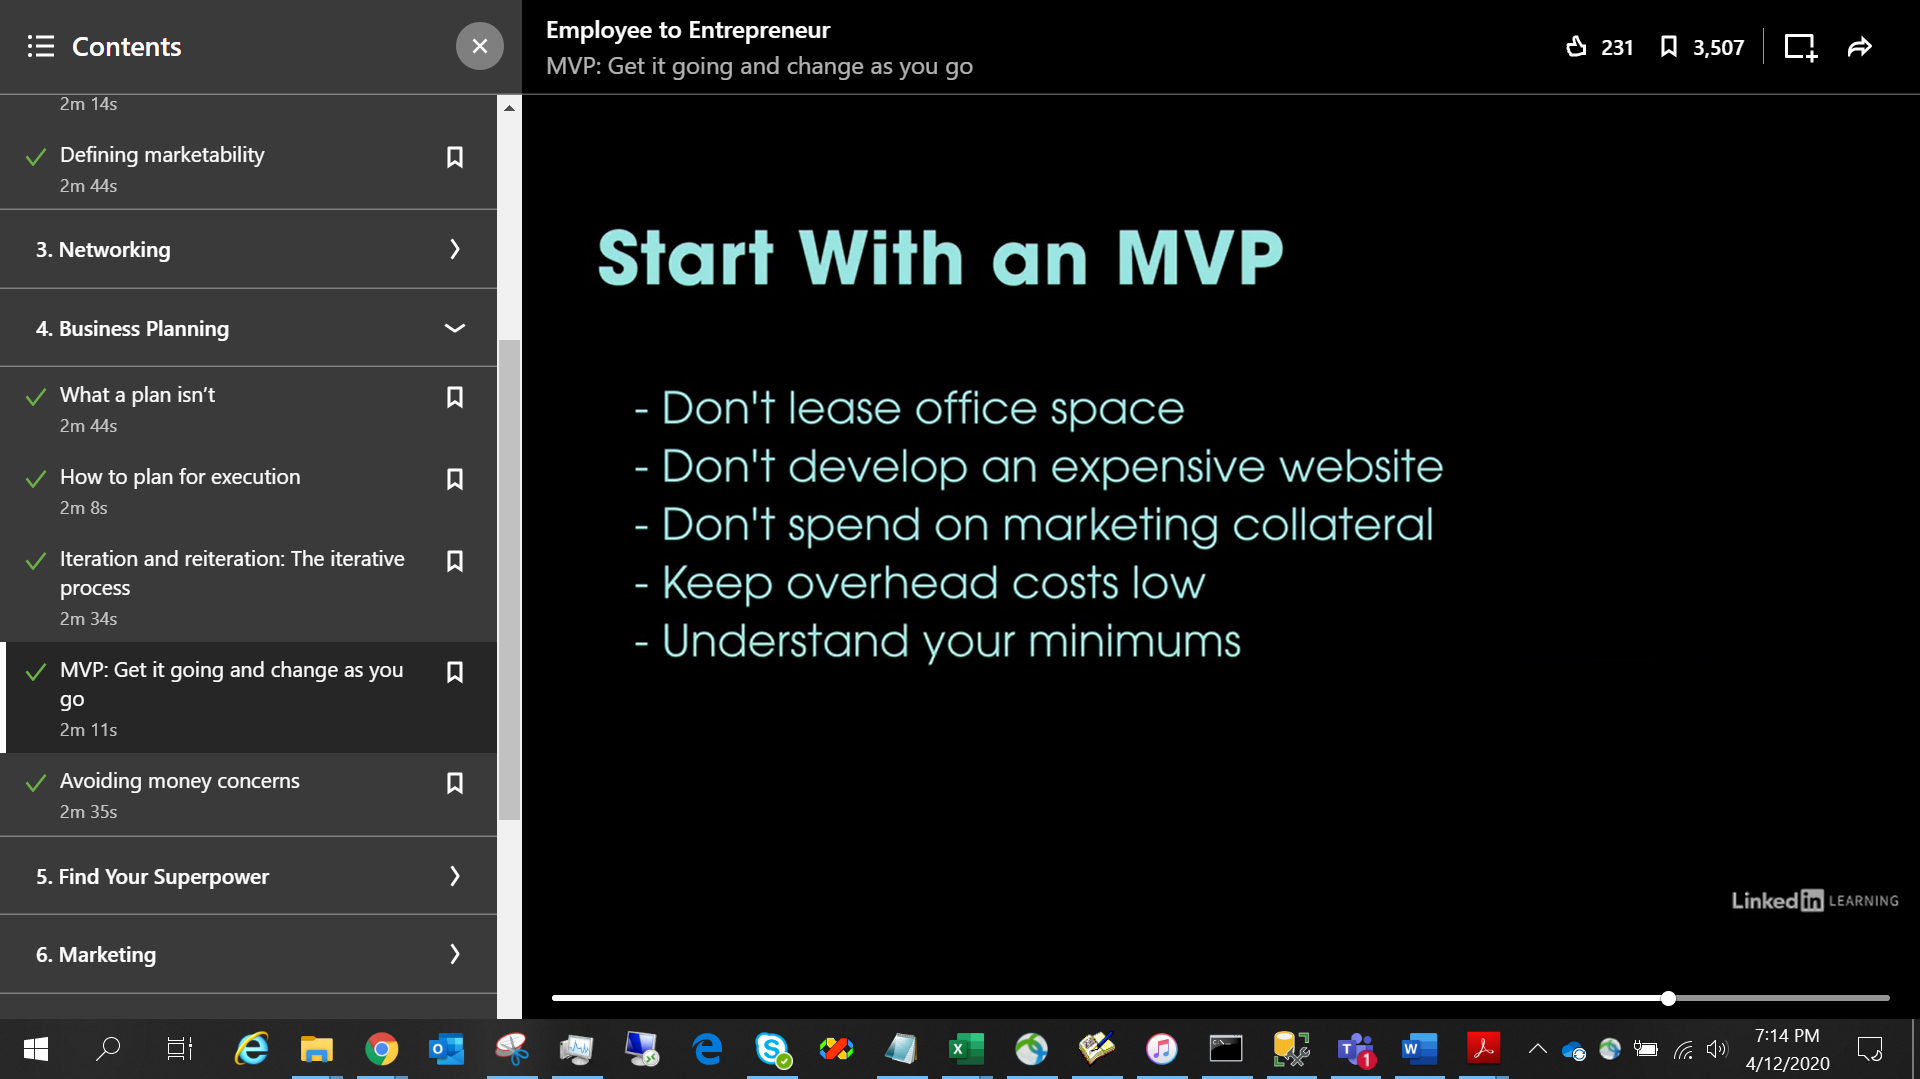 Contents
2m 14s
Defining marketability
2m 44s
3. Networking
4. Business Planning
What a plan isn't
2m 44s
How to plan for execution
2m 8s
Iteration and reiteration: The iterative
process
2m 34s
MVP: Get it going and change as you
go
2m 11s
Avoiding money concerns
2m 35s
5. Find Your Superpower
6. Marketing
Employee to Entrepreneur
MVP: Get it going and change as you go
231
3,507
Start With an MVP
- Don't lease office space
- Don't develop an expensive website
- Don't spend on marketing collateral
- Keep overhead costs low
- Understand your minimums
Linked in LEARNING
7:14 PM
4/12/2020
1